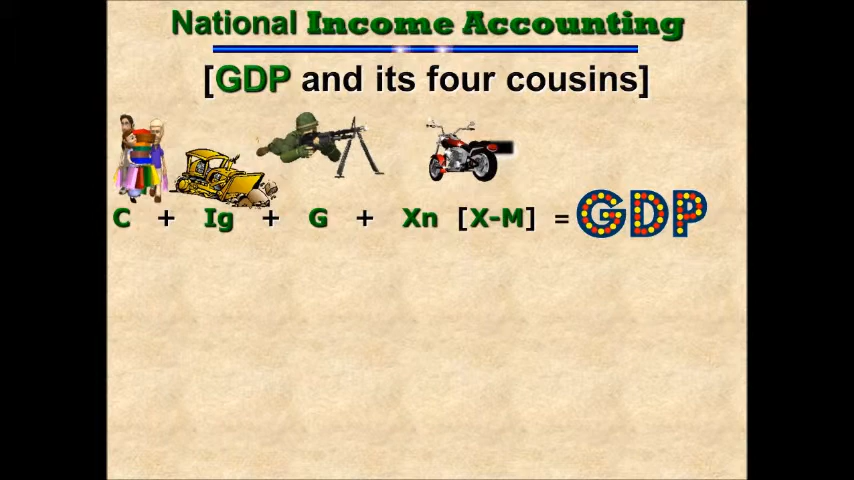 National Income Accounting
[GDP and its four cousins]
C + Ig + G + Xn [X-M] = GDP